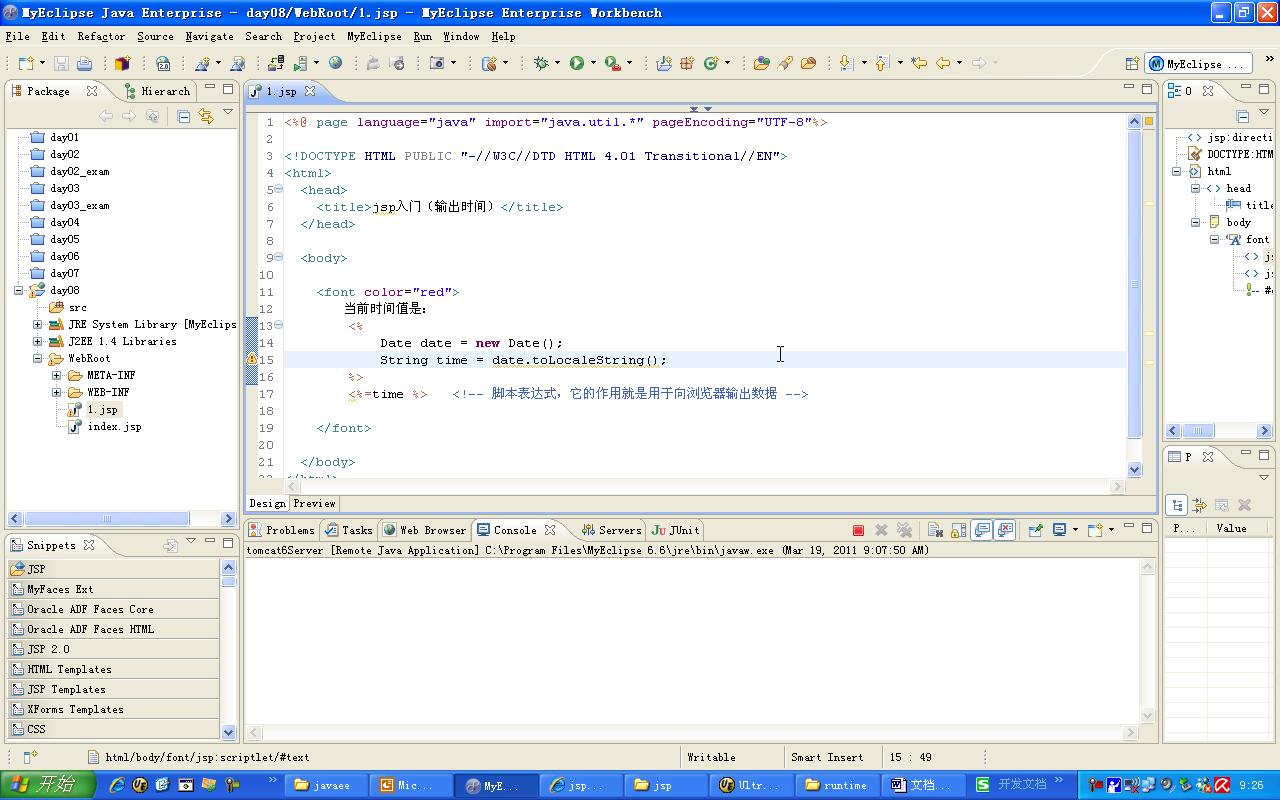 MyEclipse Java Enterprise - day08/WebRoot/1.jsp - MyEclipse Enterprise Workbench
File Edit Refactor Source Navigate Search Project MyEclipse Run Window Help
MyEclipse ...
Package
Hierarch
day01
day02
day02_exam
day03
day03_exam
day04
day05
day06
day07
day08
src
JRE System Library [MyEclips
J2EE 1.4 Libraries
WebRoot
META-INF
WEB-INF
1.jsp
index.jsp
1.jsp
1 <%@ page language="java" import="java.util.*" pageEncoding="UTF-8"%>
2
3 <!DOCTYPE HTML PUBLIC "-//W3C//DTD HTML 4.01 Transitional//EN">
4 <html>
5 <head>
6 <title>jsp入门（输出时间）</title>
7 </head>
8
9 <body>
10
11 <font color="red">
12 当前时间值是：
13 <%
14 Date date = new Date();
15 String time = date.toLocaleString();
16 %>
17 <%=time %> <!-- 脚本表达式，它的作用就是用于向浏览器输出数据 -->
18
19 </font>
20
21 </body>
Design Preview
O
jsp:directi
DOCTYPE:HTM
html
head
title
body
font
P
P... Value
Snippets
JSP
MyFaces Ext
Oracle ADF Faces Core
Oracle ADF Faces HTML
JSP 2.0
HTML Templates
JSP Templates
XForms Templates
CSS
Problems Tasks Web Browser Console Servers JUnit
tomcat6Server [Remote Java Application] C:\Program Files\MyEclipse 6.6\jre\bin\javaw.exe (Mar 19, 2011 9:07:50 AM)
html/body/font/jsp:scriptlet/#text Writable Smart Insert 15 : 49
开始 javaee Mic... MyE... jsp... jsp Ultr... runtime 文档... 开发文档 9:26